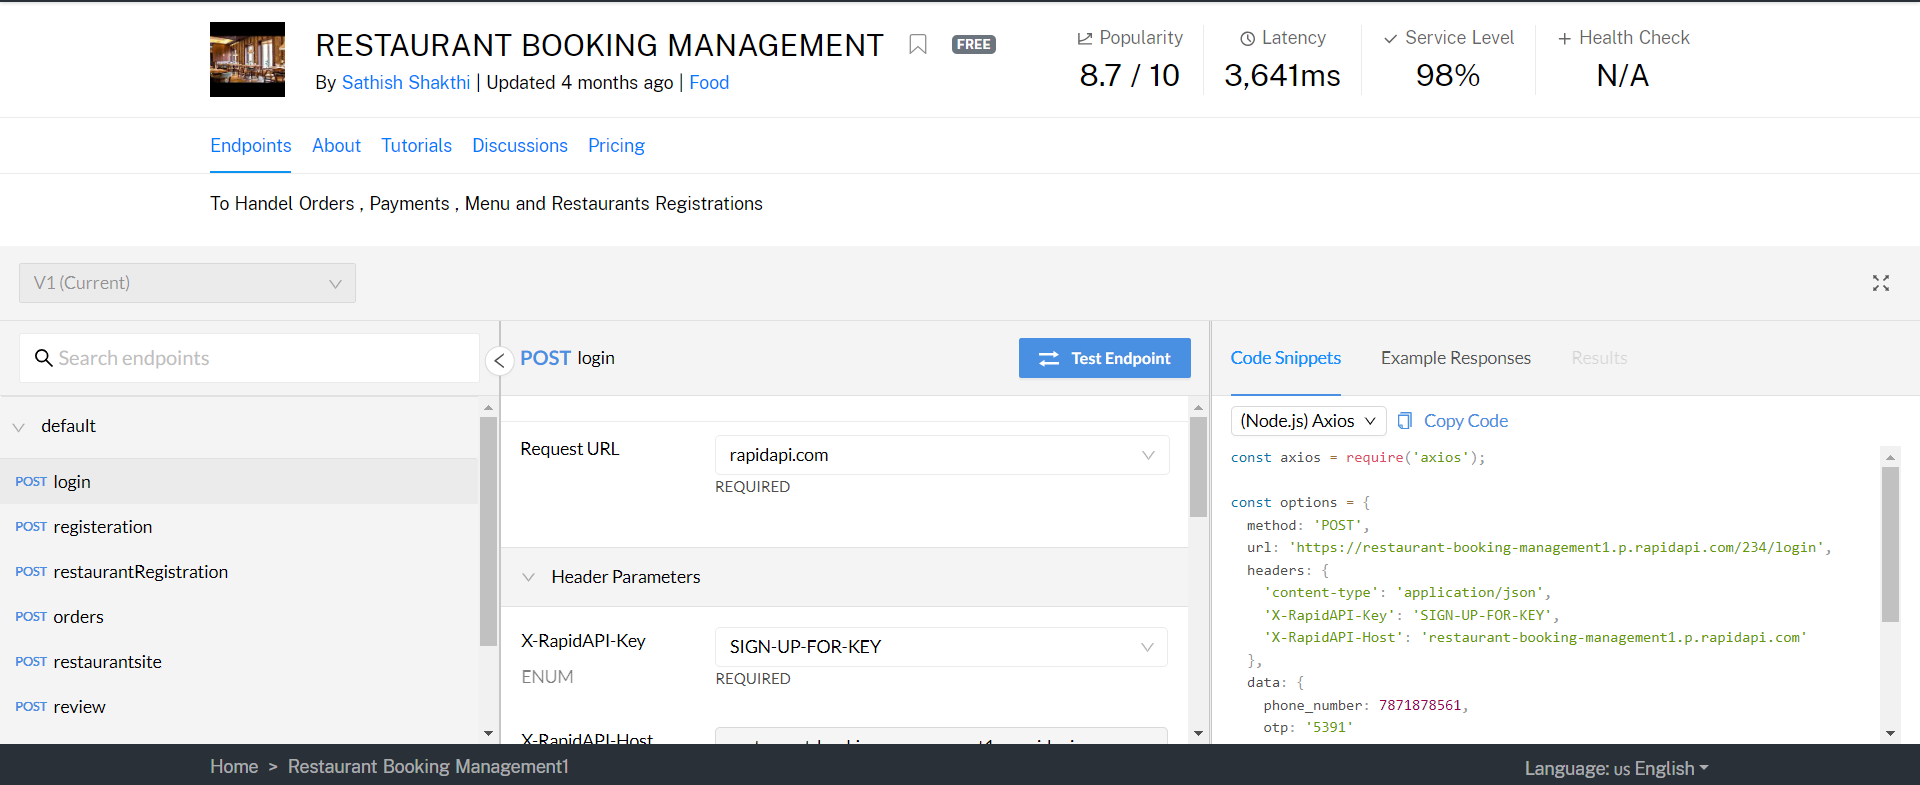 RESTAURANT BOOKING MANAGEMENT FREE
By Sathish Shakthi | Updated 4 months ago | Food
Popularity
8.7 / 10
Latency
3,641ms
Service Level
98%
Health Check
N/A
Endpoints About Tutorials Discussions Pricing
To Handel Orders , Payments , Menu and Restaurants Registrations
V1 (Current)
Search endpoints
default
POST login
POST registeration
POST restaurantRegistration
POST orders
POST restaurantsite
POST review
POST login
Test Endpoint
Request URL
rapidapi.com
REQUIRED
Header Parameters
X-RapidAPI-Key
ENUM
SIGN-UP-FOR-KEY
REQUIRED
X-RapidAPI-Host
Code Snippets Example Responses Results
(Node.js) Axios Copy Code
const axios = require('axios');
const options = {
method: 'POST',
url: 'https://restaurant-booking-management1.p.rapidapi.com/234/login',
headers: {
'content-type': 'application/json',
'X-RapidAPI-Key': 'SIGN-UP-FOR-KEY',
'X-RapidAPI-Host': 'restaurant-booking-management1.p.rapidapi.com'
},
data: {
phone_number: 7871878561,
otp: '5391'
Home > Restaurant Booking Management1
Language: US English